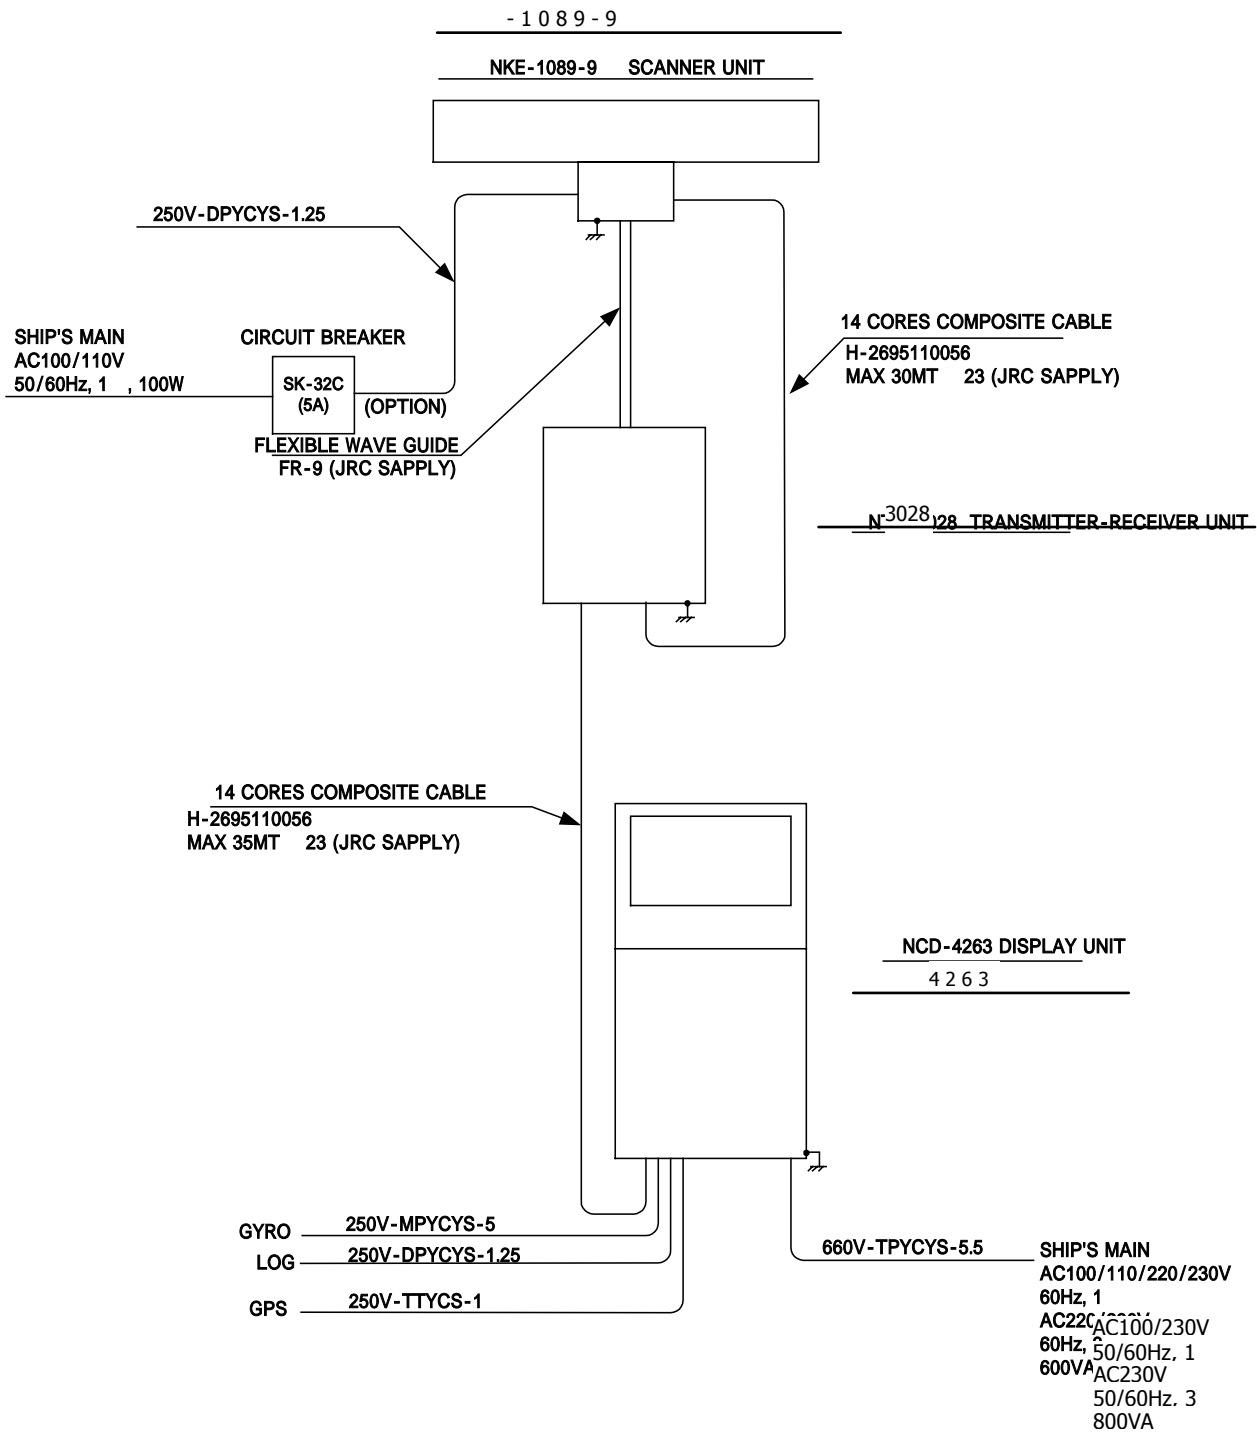 -1089-9
NKE-1089-9 SCANNER UNIT
250V-DPYCYS-1.25
SHIP'S MAIN
AC100/110V
50/60Hz, 1 , 100W
CIRCUIT BREAKER
SK-32C
(5A)
(OPTION)
FLEXIBLE WAVE GUIDE
FR-9 (JRC SAPPLY)
14 CORES COMPOSITE CABLE
H-2695110056
MAX 30MT 23 (JRC SAPPLY)
-3028
TRANSMITTER-RECEIVER UNIT
14 CORES COMPOSITE CABLE
H-2695110056
MAX 35MT 23 (JRC SAPPLY)
NCD-4263 DISPLAY UNIT
4263
GYRO 250V-MPYCYS-5
LOG 250V-DPYCYS-1.25
GPS 250V-TTYCS-1
660V-TPYCYS-5.5
SHIP'S MAIN
AC100/110/220/230V
60Hz, 1
60Hz,
600VA
AC100/230V
50/60Hz, 1
AC230V
50/60Hz, 3
800VA